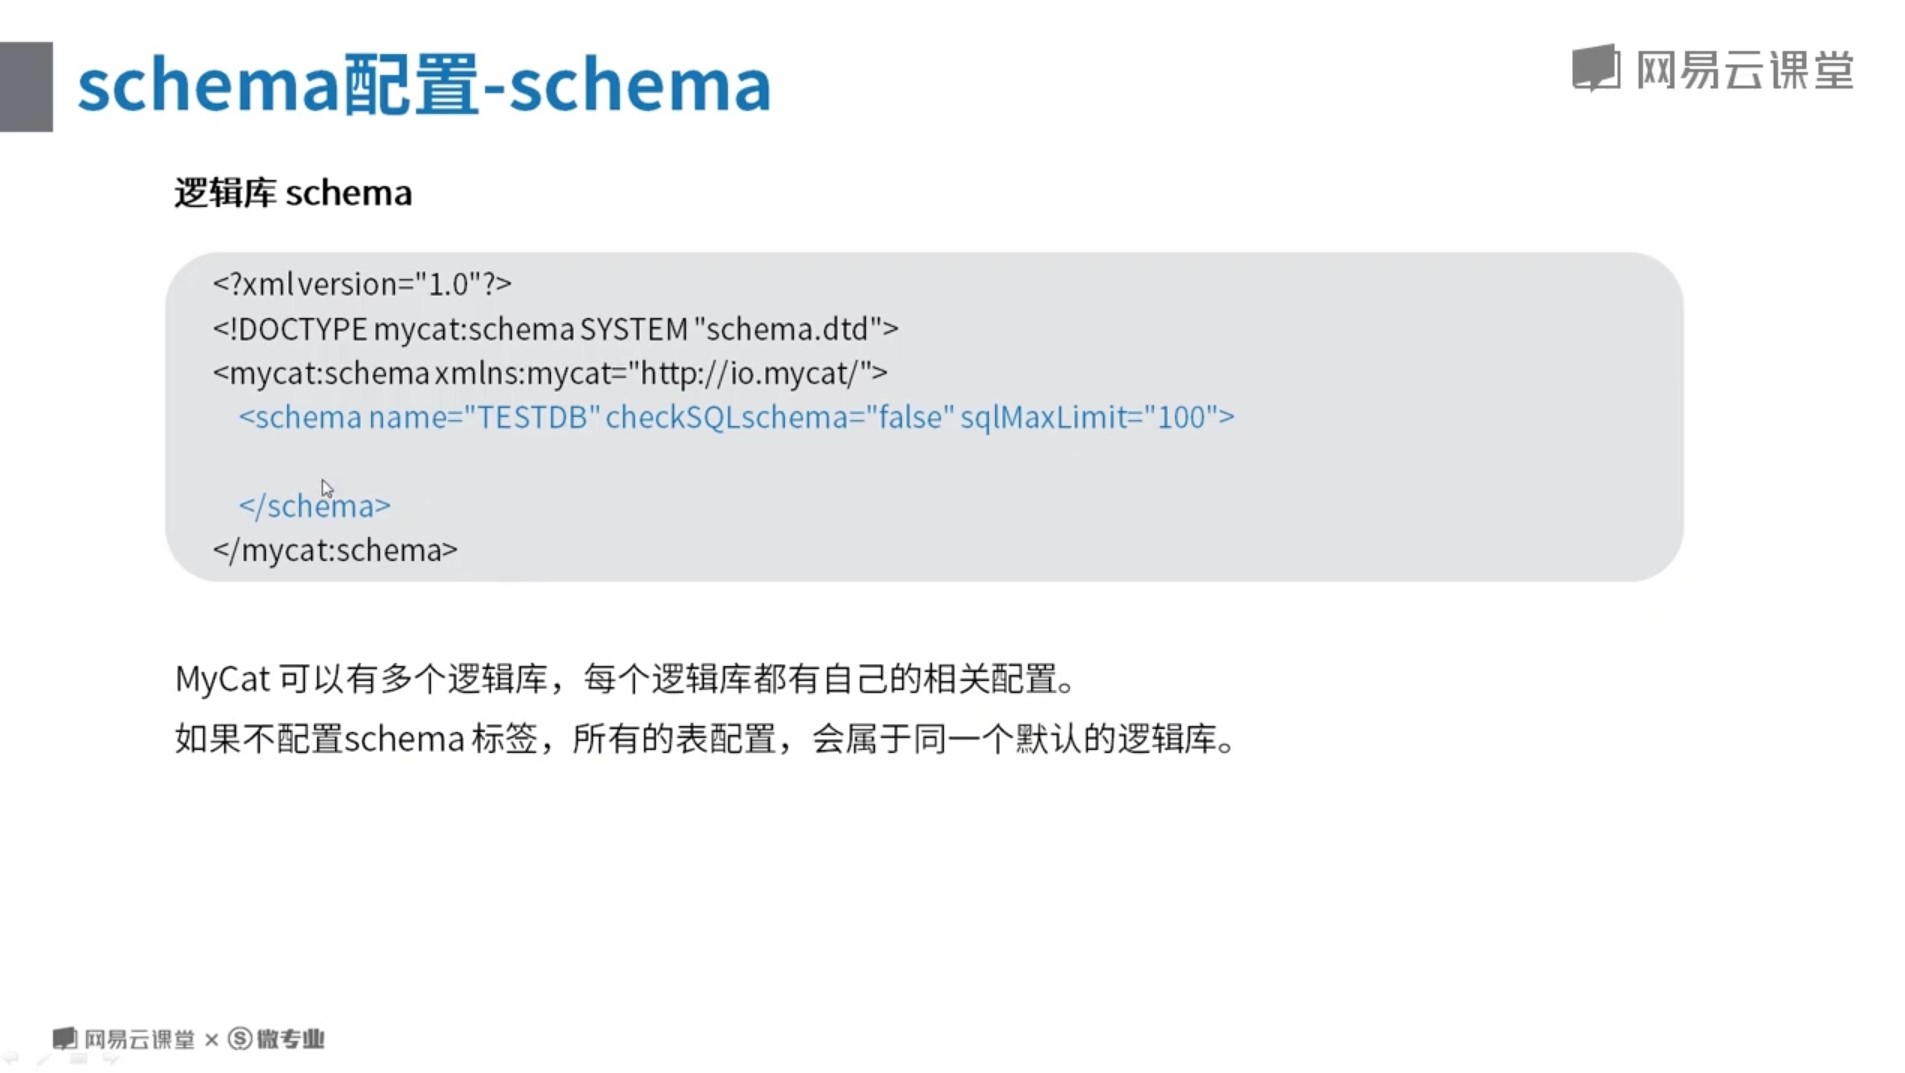 schema配置-schema
网易云课堂
逻辑库 schema
<?xml version="1.0"?>
<!DOCTYPE mycat:schema SYSTEM "schema.dtd">
<mycat:schema xmlns:mycat="http://io.mycat/">
<schema name="TESTDB" checkSQLschema="false" sqlMaxLimit="100">
</schema>
</mycat:schema>
MyCat 可以有多个逻辑库，每个逻辑库都有自己的相关配置。
如果不配置schema 标签，所有的表配置，会属于同一个默认的逻辑库。
网易云课堂 × 微专业